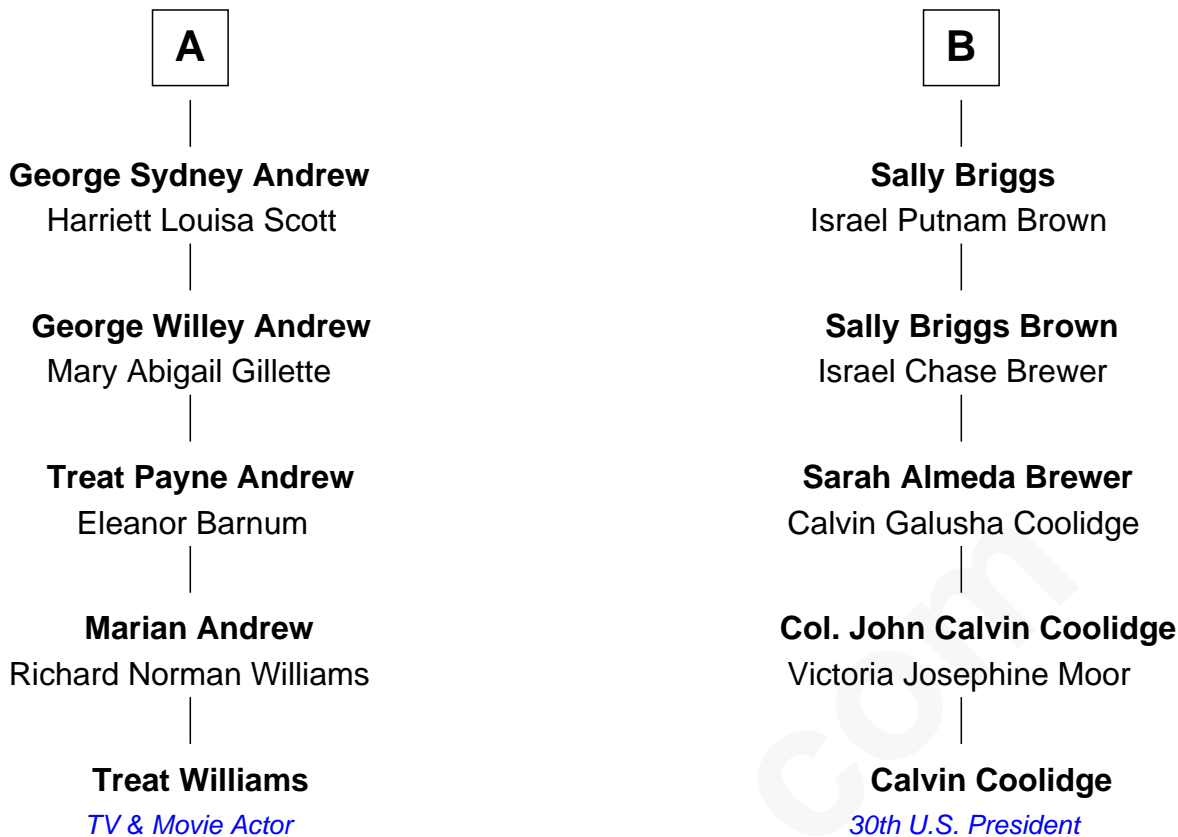 A
George Sydney Andrew
Harriett Louisa Scott
George Willey Andrew
Mary Abigail Gillette
Treat Payne Andrew
Eleanor Barnum
Marian Andrew
Richard Norman Williams
Treat Williams
TV & Movie Actor
B
Sally Briggs
Israel Putnam Brown
Sally Briggs Brown
Israel Chase Brewer
Sarah Almeda Brewer
Calvin Galusha Coolidge
Col. John Calvin Coolidge
Victoria Josephine Moor
Calvin Coolidge
30th U.S. President
com